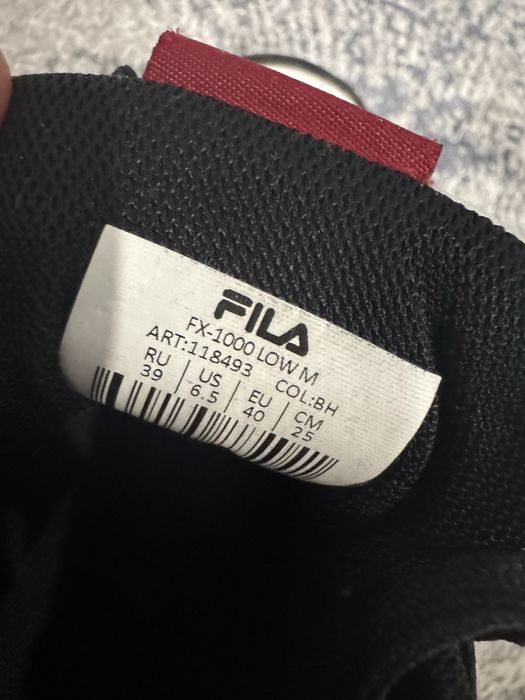 FILA
FX-1000 LOW M
ART:118493 COL:BH
RU US EU CM
39 6.5 40 25